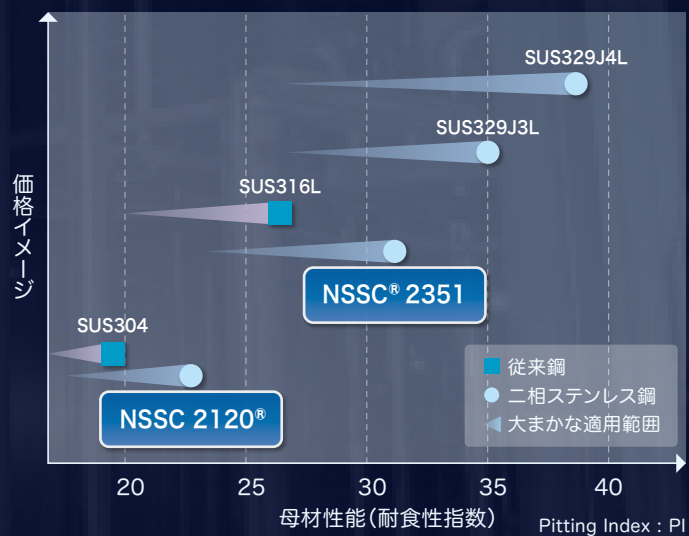 SUS329J4L
SUS329J3L
SUS316L
NSSC® 2351
SUS304
NSSC 2120®
価格イメージ
従来鋼
二相ステンレス鋼
大まかな適用範囲
20 25 30 35 40
母材性能（耐食性指数）
Pitting Index : PI